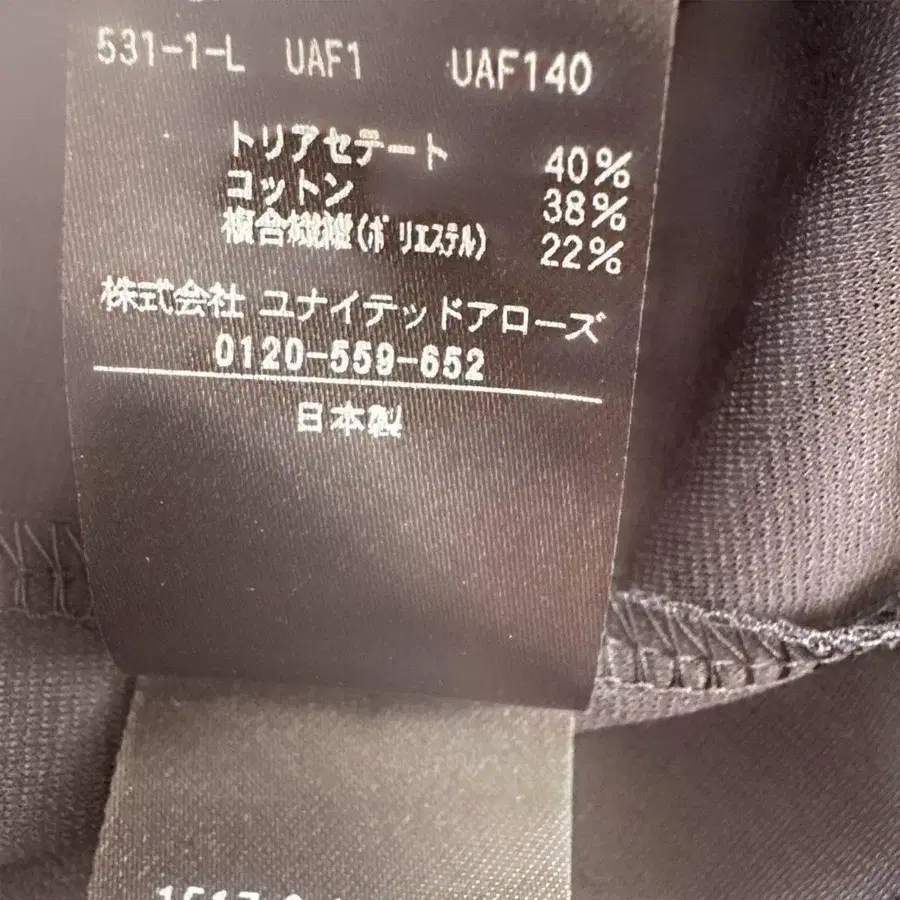 531-1-L UAF1 UAF140
トリアセテート 40%
コットン 38%
複合繊維(ポリエステル) 22%
株式会社 ユナイテッドアローズ
0120-559-652
日本製